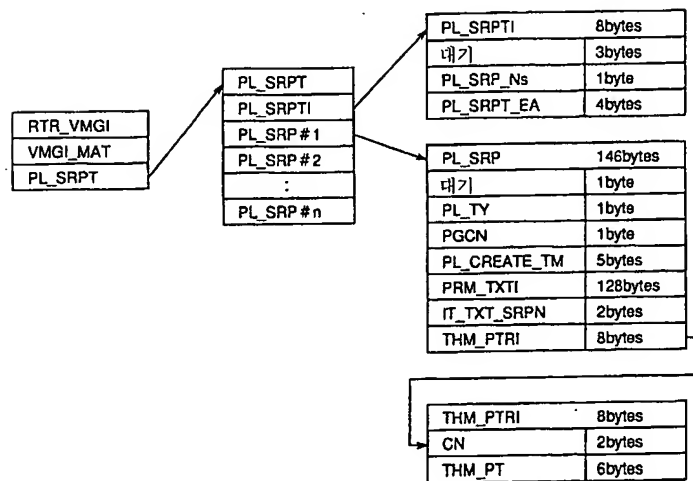 RTR_VMGI
VMGI_MAT
PL_SRPT
PL_SRPT
PL_SRPTI
PL_SRP#1
PL_SRP#2
:
PL_SRP#n
PL_SRPTI 8bytes
대기 3bytes
PL_SRP_Ns 1byte
PL_SRPT_EA 4bytes
PL_SRP 146bytes
대기 1byte
PL_TY 1byte
PGCN 1byte
PL_CREATE_TM 5bytes
PRM_TXTI 128bytes
IT_TXT_SRPN 2bytes
THM_PTRI 8bytes
THM_PTRI 8bytes
CN 2bytes
THM_PT 6bytes